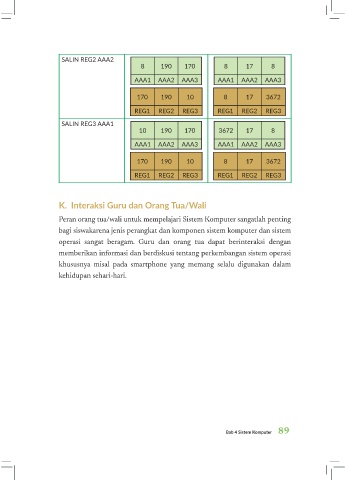 SALIN REG2 AAA2
8 190 170 8 17 8
AAA1 AAA2 AAA3 AAA1 AAA2 AAA3
170 190 10 8 17 3672
REG1 REG2 REG3 REG1 REG2 REG3
SALIN REG3 AAA1
10 190 170 3672 17 8
AAA1 AAA2 AAA3 AAA1 AAA2 AAA3
170 190 10 8 17 3672
REG1 REG2 REG3 REG1 REG2 REG3
K. Interaksi Guru dan Orang Tua/Wali
Peran orang tua/wali untuk mempelajari Sistem Komputer sangatlah penting
bagi siswakarena jenis perangkat dan komponen sistem komputer dan sistem
operasi sangat beragam. Guru dan orang tua dapat berinteraksi dengan
memberikan informasi dan berdiskusi tentang perkembangan sistem operasi
khususnya misal pada smartphone yang memang selalu digunakan dalam
kehidupan sehari-hari.
Bab 4 Sistem Komputer 89